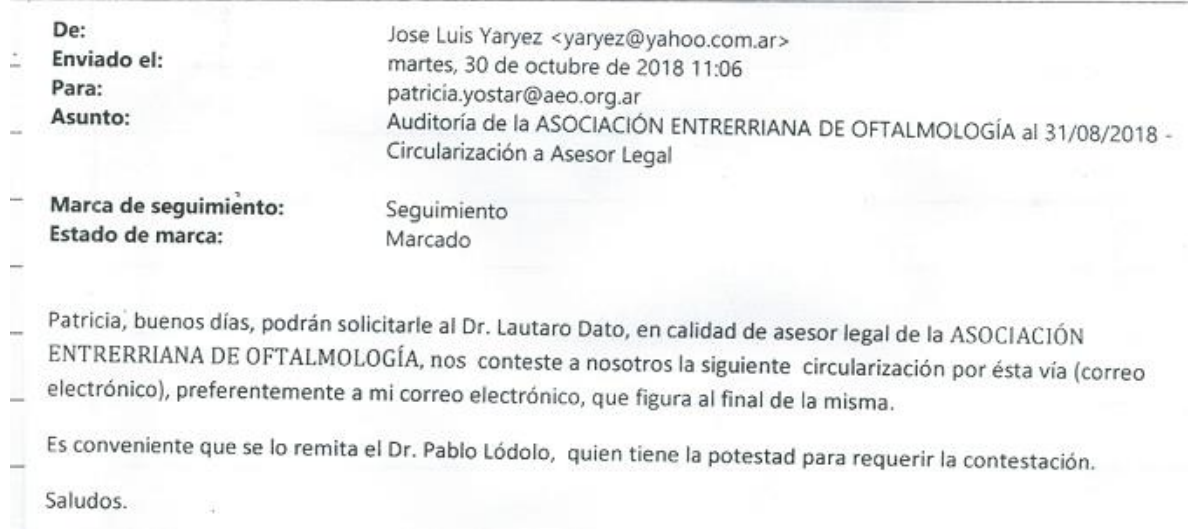 De: Jose Luis Yaryez <yaryez@yahoo.com.ar>
Enviado el: martes, 30 de octubre de 2018 11:06
Para: patricia.yostar@aeo.org.ar
Asunto: Auditoría de la ASOCIACIÓN ENTRERRIANA DE OFTALMOLOGÍA al 31/08/2018 -
Circularización a Asesor Legal
Marca de seguimiento: Seguimiento
Estado de marca: Marcado
Patricia, buenos días, podrán solicitarle al Dr. Lautaro Dato, en calidad de asesor legal de la ASOCIACIÓN
ENTRERRIANA DE OFTALMOLOGÍA, nos conteste a nosotros la siguiente circularización por ésta vía (correo
electrónico), preferentemente a mi correo electrónico, que figura al final de la misma.
Es conveniente que se lo remita el Dr. Pablo Lódolo, quien tiene la potestad para requerir la contestación.
Saludos.